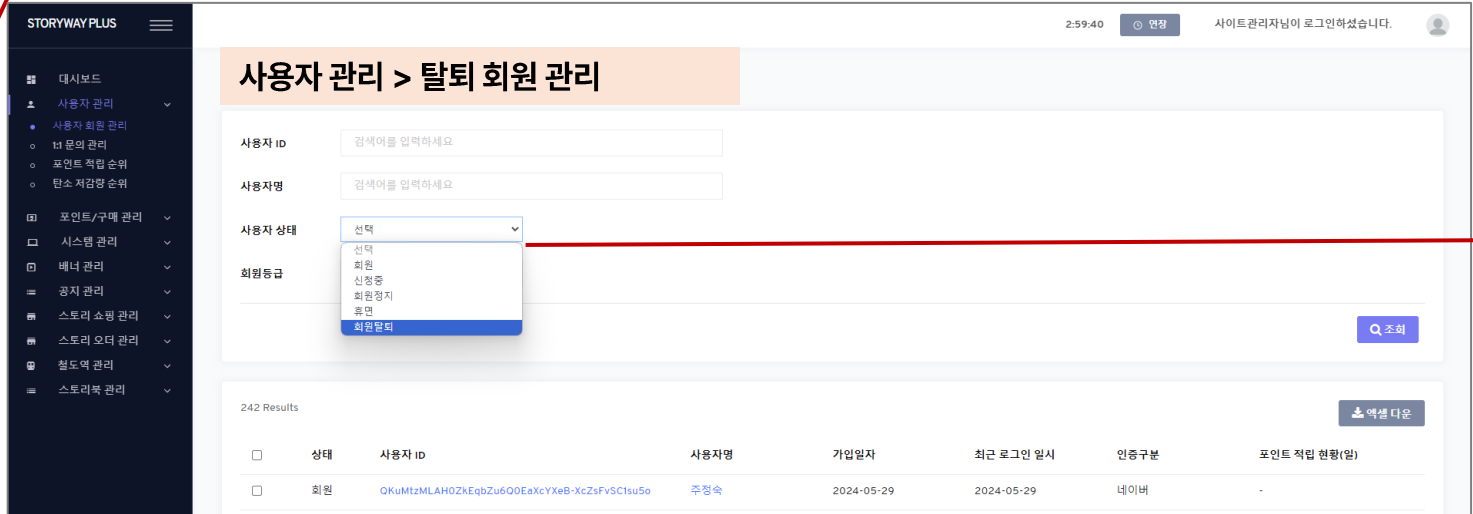 STORYWAY PLUS
2:59:40 연장 사이트관리자님이 로그인하셨습니다.
사용자 관리 > 탈퇴 회원 관리
대시보드
사용자 관리
사용자 회원 관리
1:1 문의 관리
포인트 적립 순위
탄소 저감량 순위
포인트/구매 관리
시스템 관리
배너 관리
공지 관리
스토리 쇼핑 관리
스토리 오더 관리
철도역 관리
스토리북 관리
사용자 ID 검색어를 입력하세요
사용자명 검색어를 입력하세요
사용자 상태 선택
선택
회원
신청중
회원정지
휴면
회원탈퇴
회원등급
조회
242 Results
엑셀 다운
상태 사용자 ID 사용자명 가입일자 최근 로그인 일시 인증구분 포인트 적립 현황(일)
회원 QKuMtzMLAH0ZkEqbZu6Q0EaXcYXeB-XcZsFvSC1su5o 주정숙 2024-05-29 2024-05-29 네이버 -